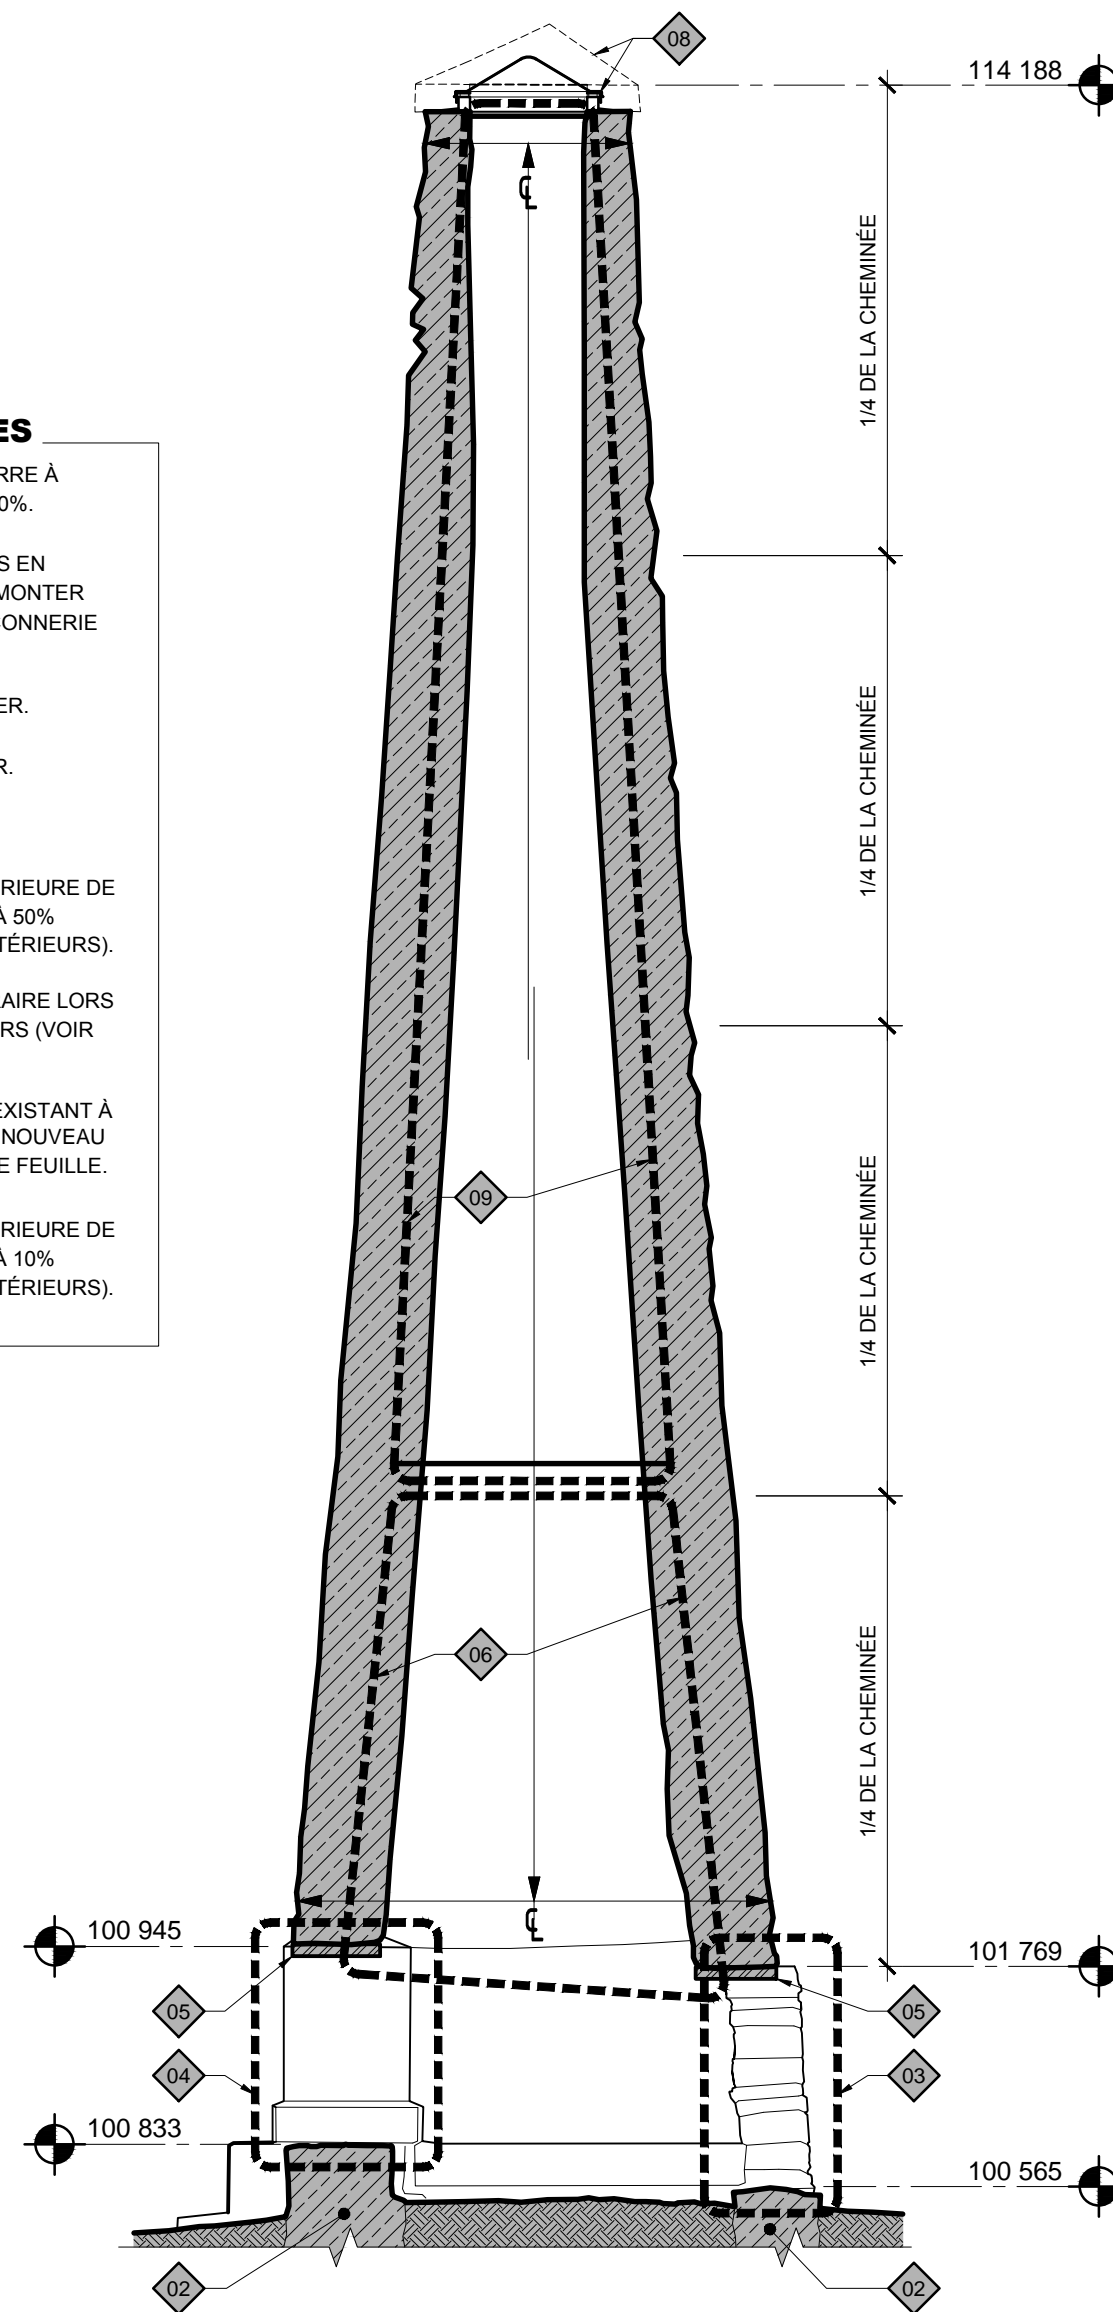 08
114 188
1/4 DE LA CHEMINÉE
ES
RRE À
0%.
S EN
MONTER
ÇONNERIE
ER.
R.
RIEURE DE
À 50%
TÉRIEURS).
LAIRE LORS
RS (VOIR
EXISTANT À
NOUVEAU
E FEUILLE.
RIEURE DE
À 10%
TÉRIEURS).
1/4 DE LA CHEMINÉE
09
1/4 DE LA CHEMINÉE
06
1/4 DE LA CHEMINÉE
100 945
101 769
05
05
04
03
100 833
100 565
02
02